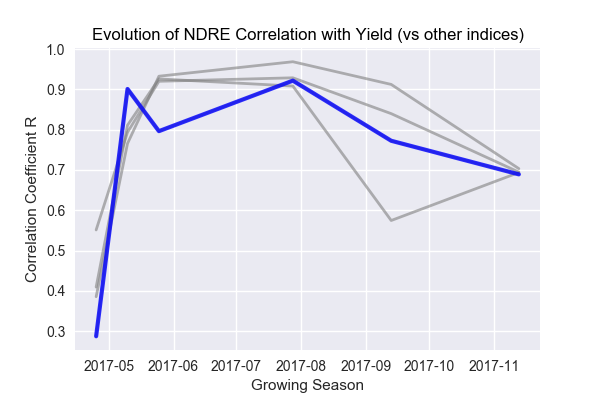 Evolution of NDRE Correlation with Yield (vs other indices)
1.0
0.9
0.8
0.7
0.6
0.5
0.4
0.3
Correlation Coefficient R
2017-05 2017-06 2017-07 2017-08 2017-09 2017-10 2017-11
Growing Season